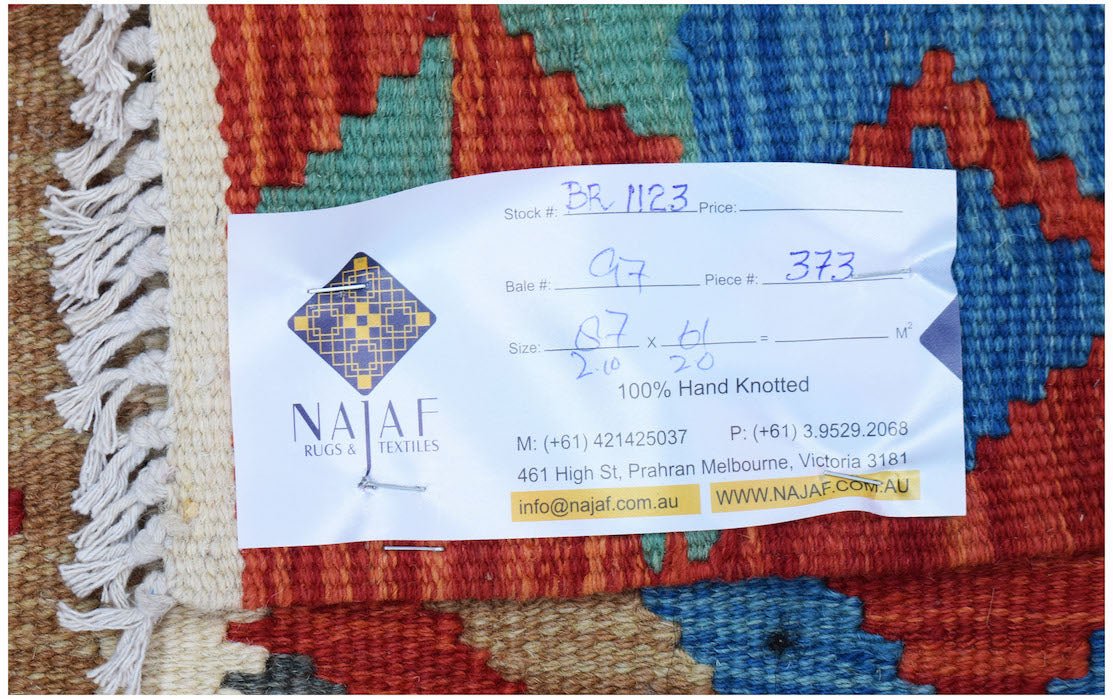 NAJAF
RUGS & TEXTILES
Stock #: BR 1123 Price:
Bale #: 97 Piece #: 373
Size: 87 x 61 = M²
2.10 20
100% Hand Knotted
M: (+61) 421425037 P: (+61) 3.9529.2068
461 High St, Prahran Melbourne, Victoria 3181
info@najaf.com.au WWW.NAJAF.COM.AU